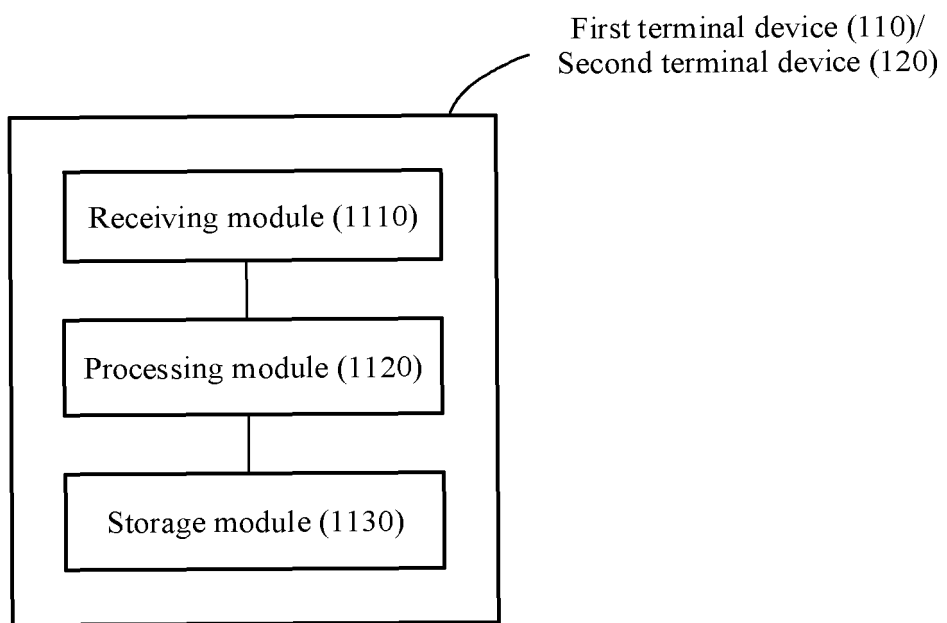 First terminal device (110)/
Second terminal device (120)
Receiving module (1110)
Processing module (1120)
Storage module (1130)